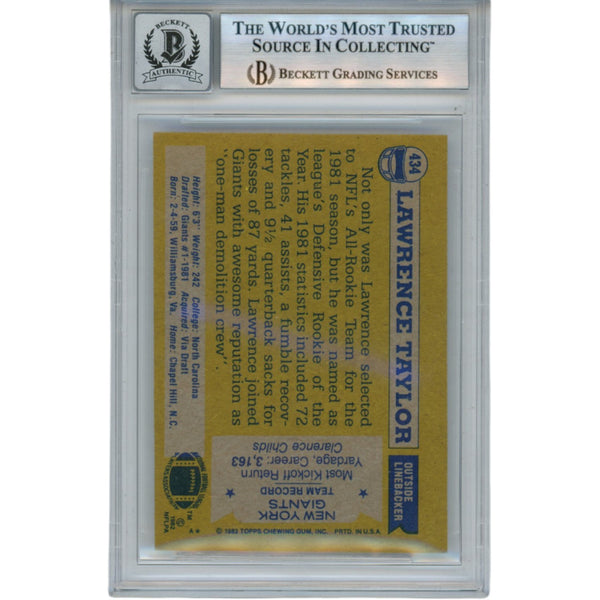 BECKETT
B
AUTHENTIC
THE WORLD'S MOST TRUSTED
SOURCE IN COLLECTING™
B BECKETT GRADING SERVICES
434
LAWRENCE TAYLOR
OUTSIDE
LINEBACKER
Not only was Lawrence selected
to NFL's All-Rookie Team for the
1981 season, but he was named as
league's Defensive Rookie of the
Year. His 1981 statistics included 72
tackles, 41 assists, a fumble recov-
ery and 9½ quarterback sacks for
losses of 87 yards. Lawrence joined
Giants with awesome reputation as
"one-man demolition crew".
NEW YORK
GIANTS
TEAM RECORD
Most Kickoff Return
Yardage, Career: 3,163
Clarence Childs
Height: 6'3" Weight: 242 College: North Carolina
Drafted: Giants #1-1981 Acquired: Via Draft
Born: 2-4-59, Williamsburg, Va. Home: Chapel Hill, N.C.
TM
© 1982
NFLPA
A*
© 1982 TOPPS CHEWING GUM, INC. PRTD. IN U.S.A.